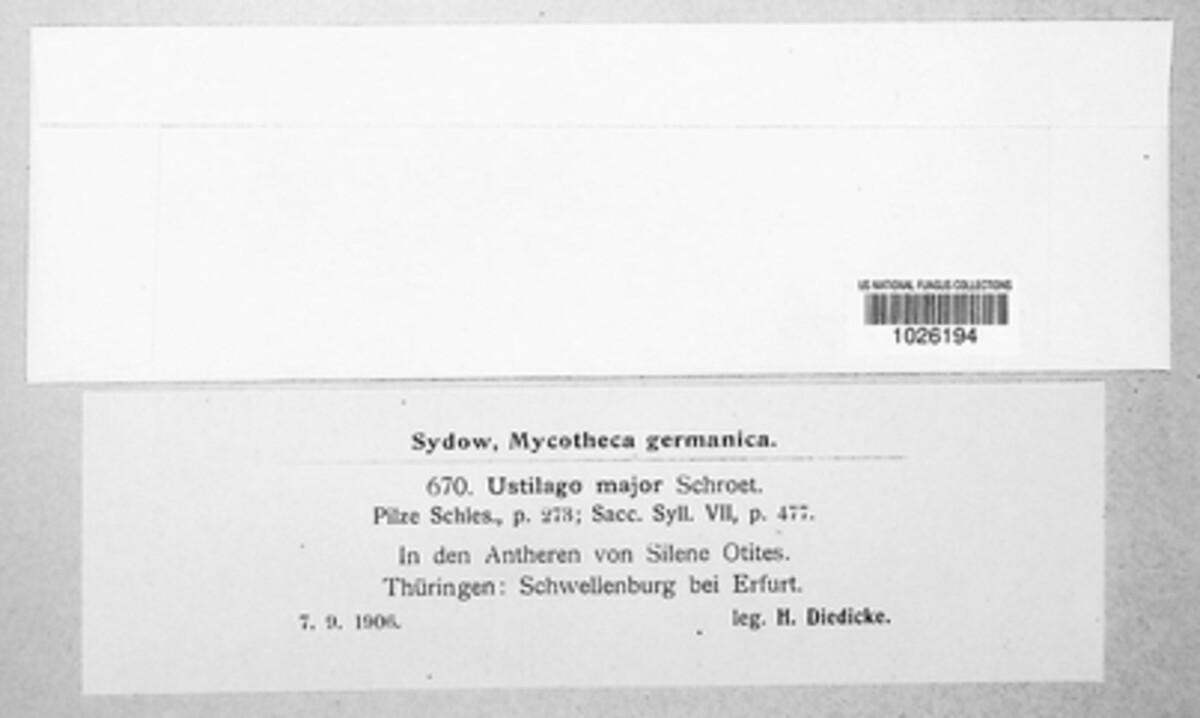 US NATIONAL FUNGUS COLLECTIONS
1026194
Sydow, Mycotheca germanica.
670. Ustilago major Schroet.
Pilze Schles., p. 273; Sacc. Syll. VII, p. 477.
In den Antheren von Silene Otites.
Thüringen: Schwellenburg bei Erfurt.
7. 9. 1906. leg. H. Diedicke.